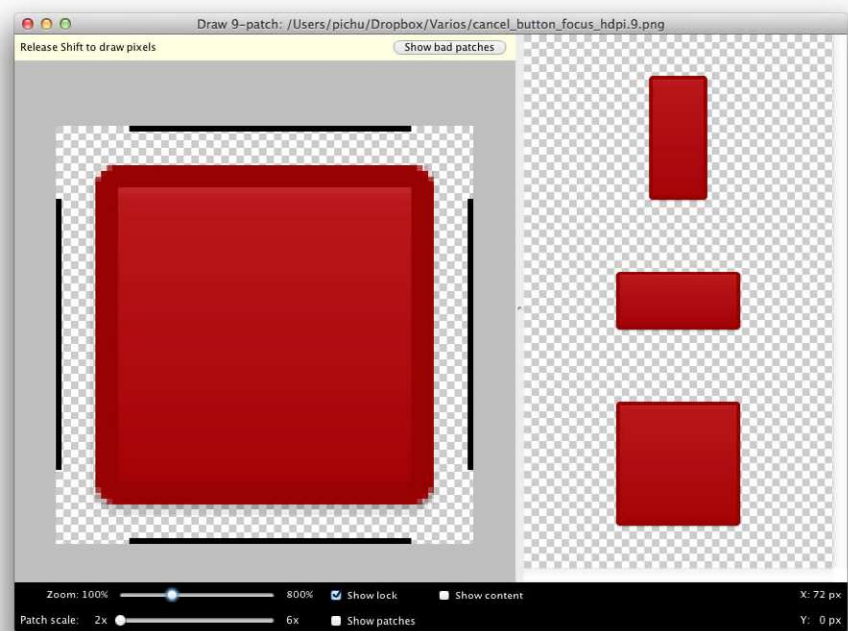 Draw 9-patch: /Users/pichu/Dropbox/Varios/cancel_button_focus_hdpi.9.png
Release Shift to draw pixels Show bad patches
Zoom: 100% 800% Show lock Show content X: 72 px
Patch scale: 2x 6x Show patches Y: 0 px